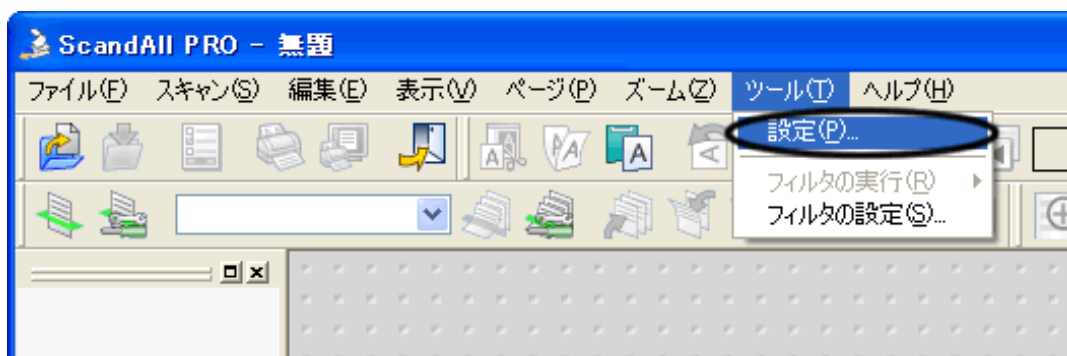 ScandAll PRO - 無題
ファイル(F) スキャン(S) 編集(E) 表示(V) ページ(P) ズーム(Z) ツール(T) ヘルプ(H)
設定(P)...
フィルタの実行(R)
フィルタの設定(S)...